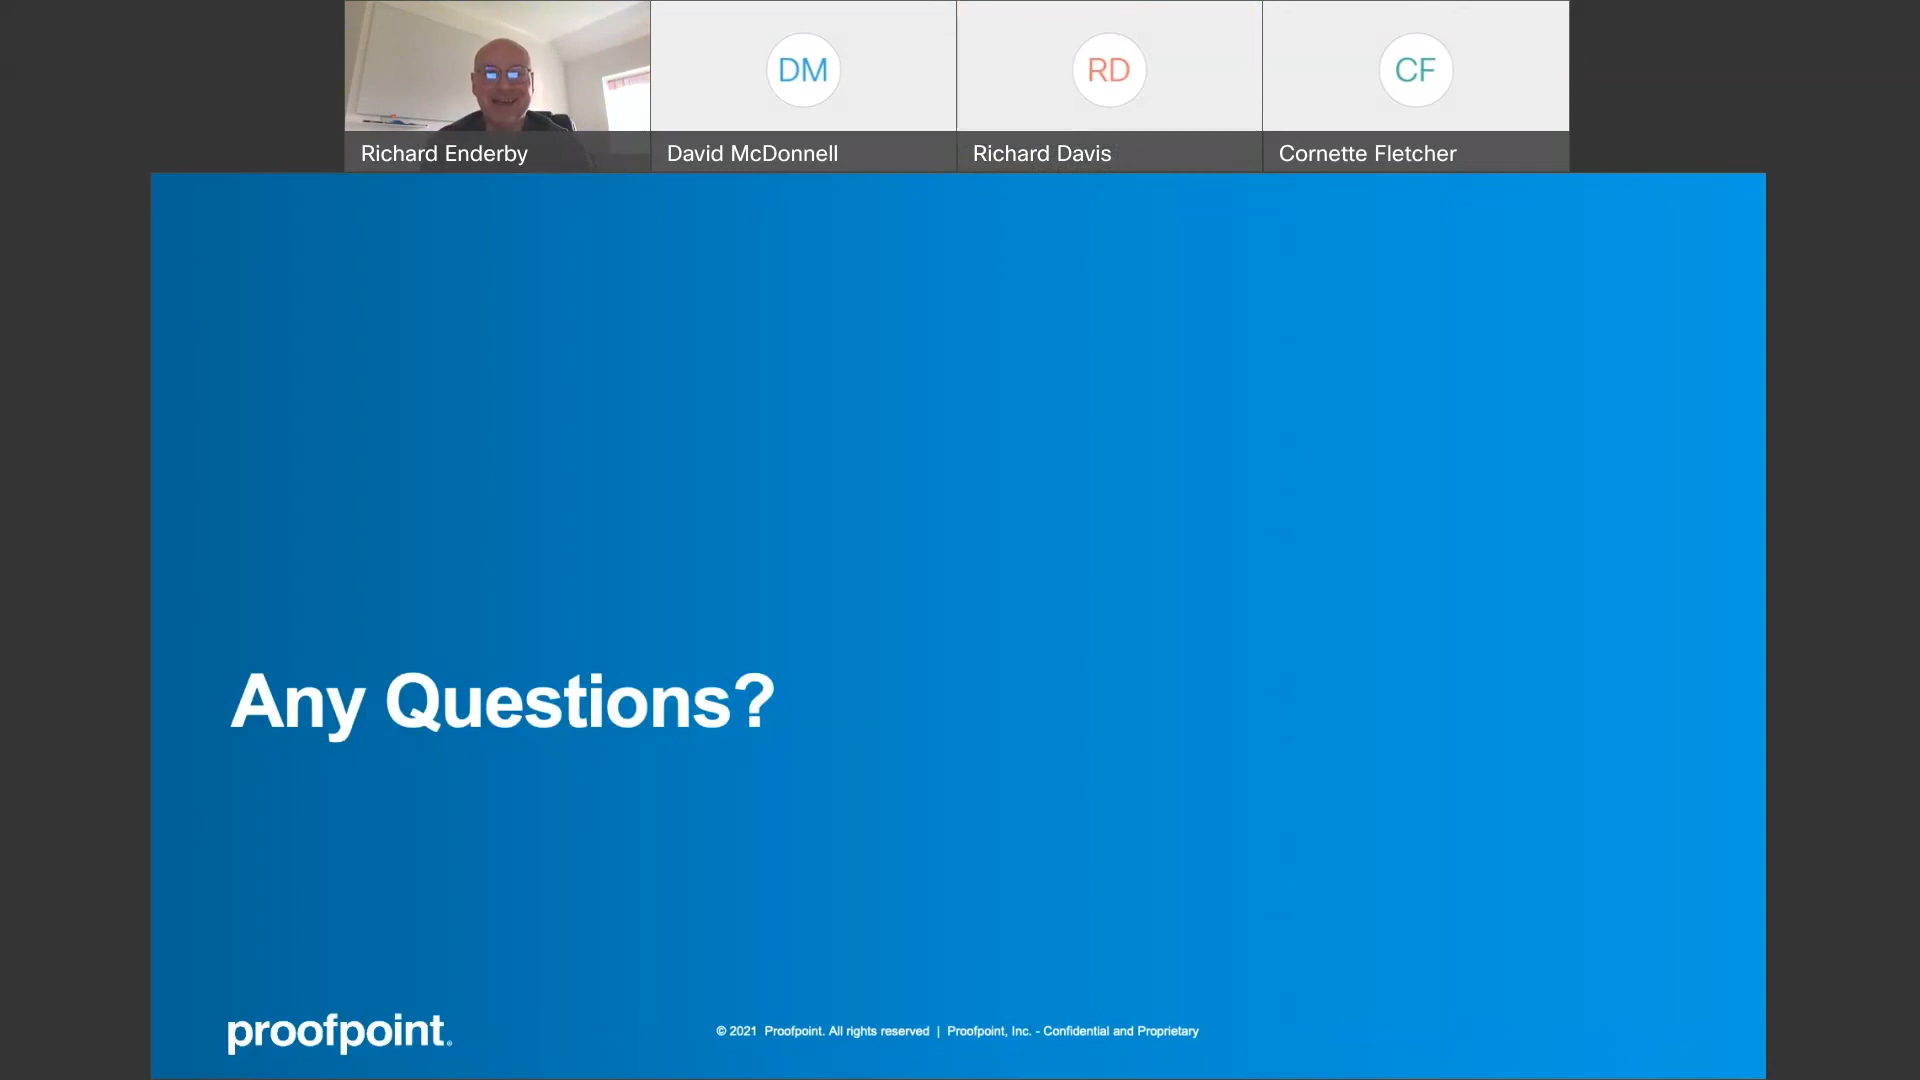 DM
RD
CF
Richard Enderby
David McDonnell
Richard Davis
Cornette Fletcher
Any Questions?
proofpoint®
© 2021 Proofpoint. All rights reserved | Proofpoint, Inc. - Confidential and Proprietary